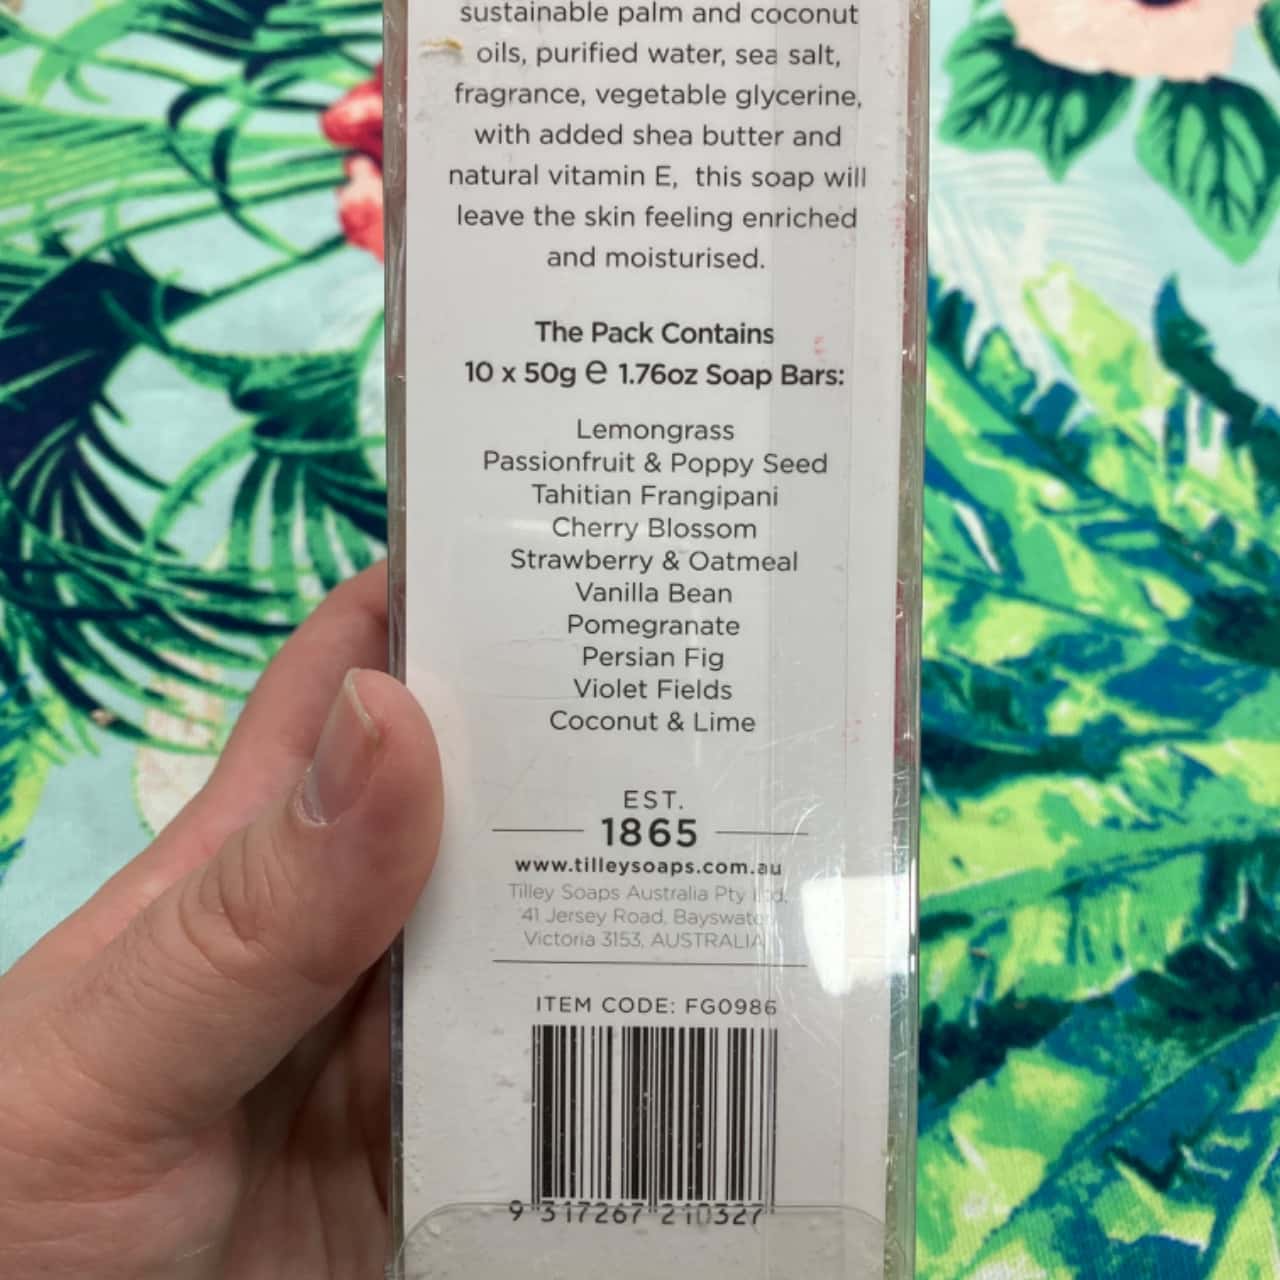 sustainable palm and coconut
oils, purified water, sea salt,
fragrance, vegetable glycerine,
with added shea butter and
natural vitamin E, this soap will
leave the skin feeling enriched
and moisturised.
The Pack Contains
10 x 50g e 1.76oz Soap Bars:
Lemongrass
Passionfruit & Poppy Seed
Tahitian Frangipani
Cherry Blossom
Strawberry & Oatmeal
Vanilla Bean
Pomegranate
Persian Fig
Violet Fields
Coconut & Lime
EST.
1865
www.tilleysoaps.com.au
Tilley Soaps Australia Pty Ltd,
41 Jersey Road, Bayswater
Victoria 3153, AUSTRALIA
ITEM CODE: FG0986
9 317267 210327